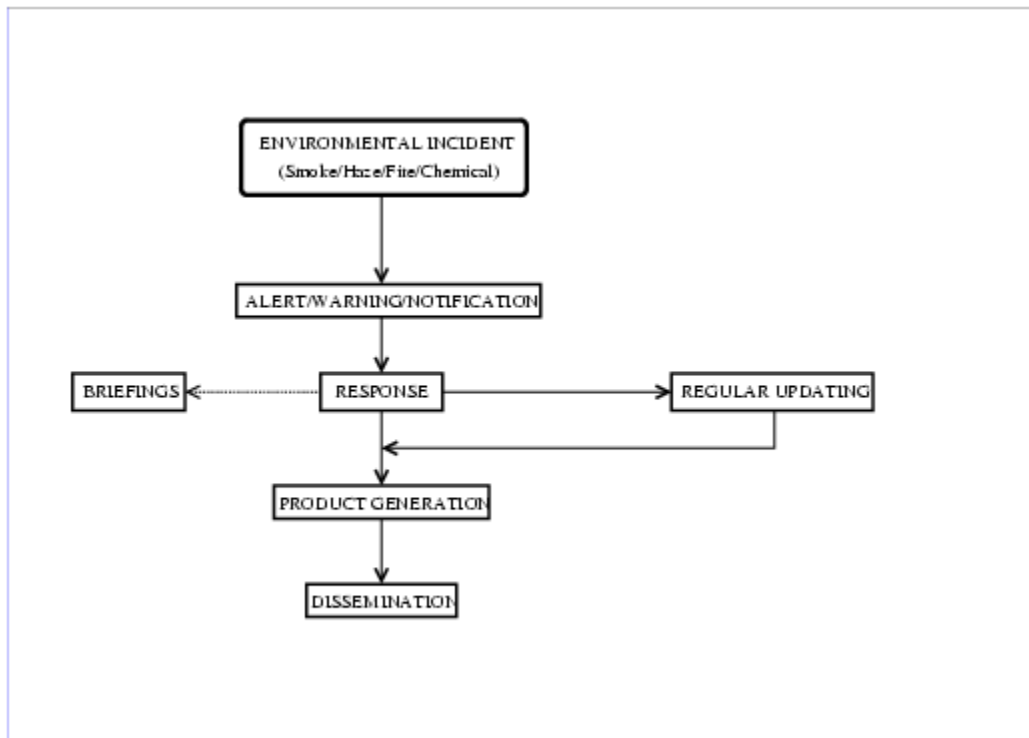 ENVIRONMENTAL INCIDENT
(Smoke/Haze/Fire/Chemical)
ALERT/WARNING/NOTIFICATION
BRIEFINGS
RESPONSE
REGULAR UPDATING
PRODUCT GENERATION
DISSEMINATION